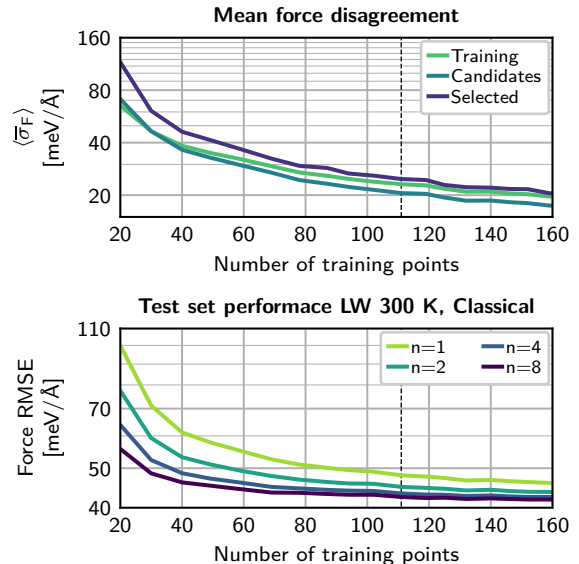 Mean force disagreement
160
80
40
20
⟨σ̅F⟩
[meV/Å]
Training
Candidates
Selected
20 40 60 80 100 120 140 160
Number of training points
Test set performace LW 300 K, Classical
110
70
50
40
Force RMSE
[meV/Å]
n=1 n=4
n=2 n=8
20 40 60 80 100 120 140 160
Number of training points